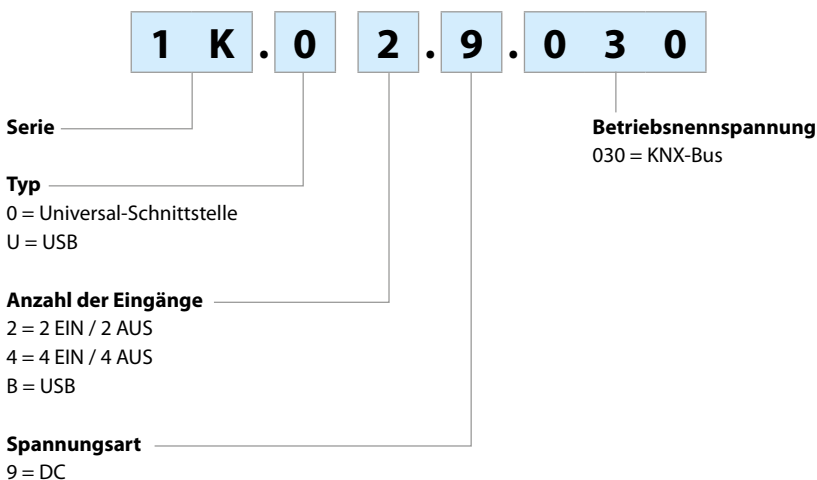 1 K . 0 2 . 9 . 0 3 0
Serie
Betriebsnennspannung
030 = KNX-Bus
Typ
0 = Universal-Schnittstelle
U = USB
Anzahl der Eingänge
2 = 2 EIN / 2 AUS
4 = 4 EIN / 4 AUS
B = USB
Spannungsart
9 = DC